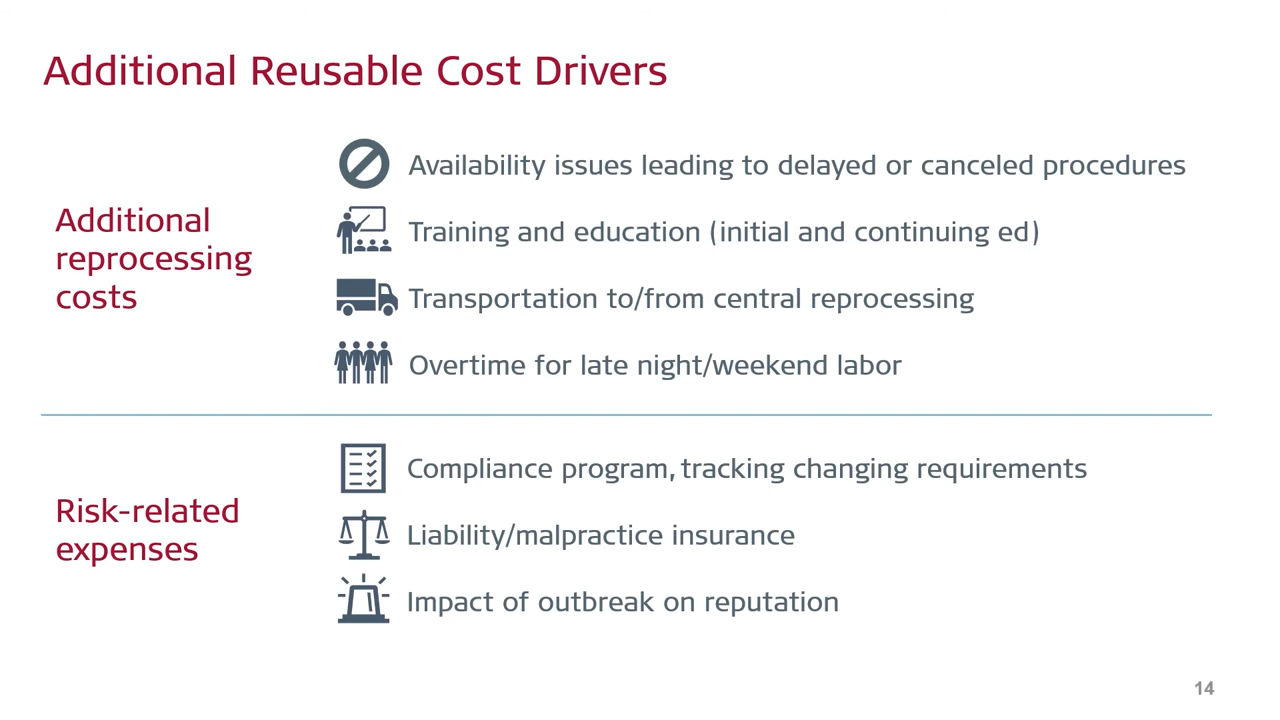 Additional Reusable Cost Drivers
Additional
reprocessing
costs
Availability issues leading to delayed or canceled procedures
Training and education (initial and continuing ed)
Transportation to/from central reprocessing
Overtime for late night/weekend labor
Risk-related
expenses
Compliance program, tracking changing requirements
Liability/malpractice insurance
Impact of outbreak on reputation
14